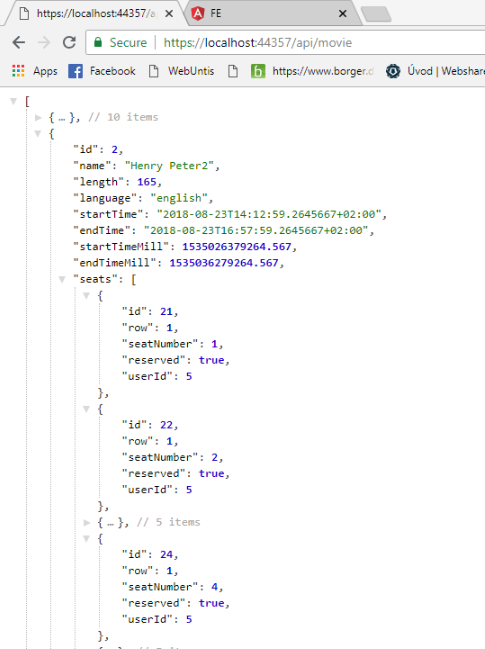 https://localhost:44357/ap
FE
Secure
https://localhost:44357/api/movie
Apps
Facebook
WebUntis
https://www.borger.d
Úvod | Webshare
[
{ … }, // 10 items
{
"id": 2,
"name": "Henry Peter2",
"length": 165,
"language": "english",
"startTime": "2018-08-23T14:12:59.2645667+02:00",
"endTime": "2018-08-23T16:57:59.2645667+02:00",
"startTimeMill": 1535026379264.567,
"endTimeMill": 1535036279264.567,
"seats": [
{
"id": 21,
"row": 1,
"seatNumber": 1,
"reserved": true,
"userId": 5
},
{
"id": 22,
"row": 1,
"seatNumber": 2,
"reserved": true,
"userId": 5
},
{ … }, // 5 items
{
"id": 24,
"row": 1,
"seatNumber": 4,
"reserved": true,
"userId": 5
},